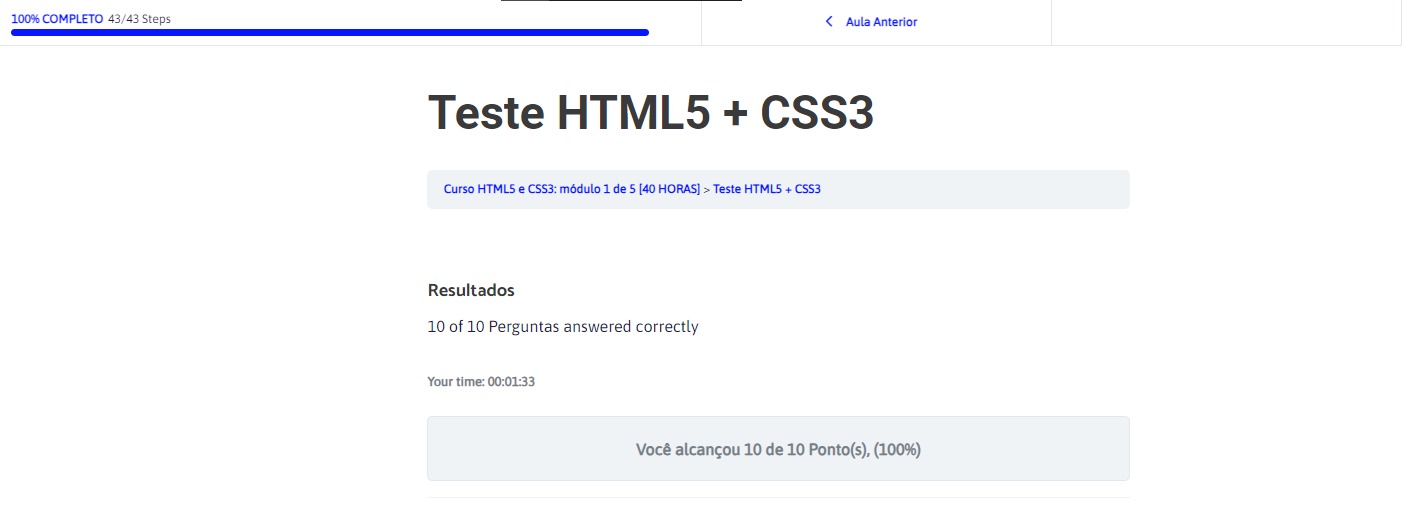 100% COMPLETO 43/43 Steps
Aula Anterior
Teste HTML5 + CSS3
Curso HTML5 e CSS3: módulo 1 de 5 [40 HORAS] > Teste HTML5 + CSS3
Resultados
10 of 10 Perguntas answered correctly
Your time: 00:01:33
Você alcançou 10 de 10 Ponto(s), (100%)